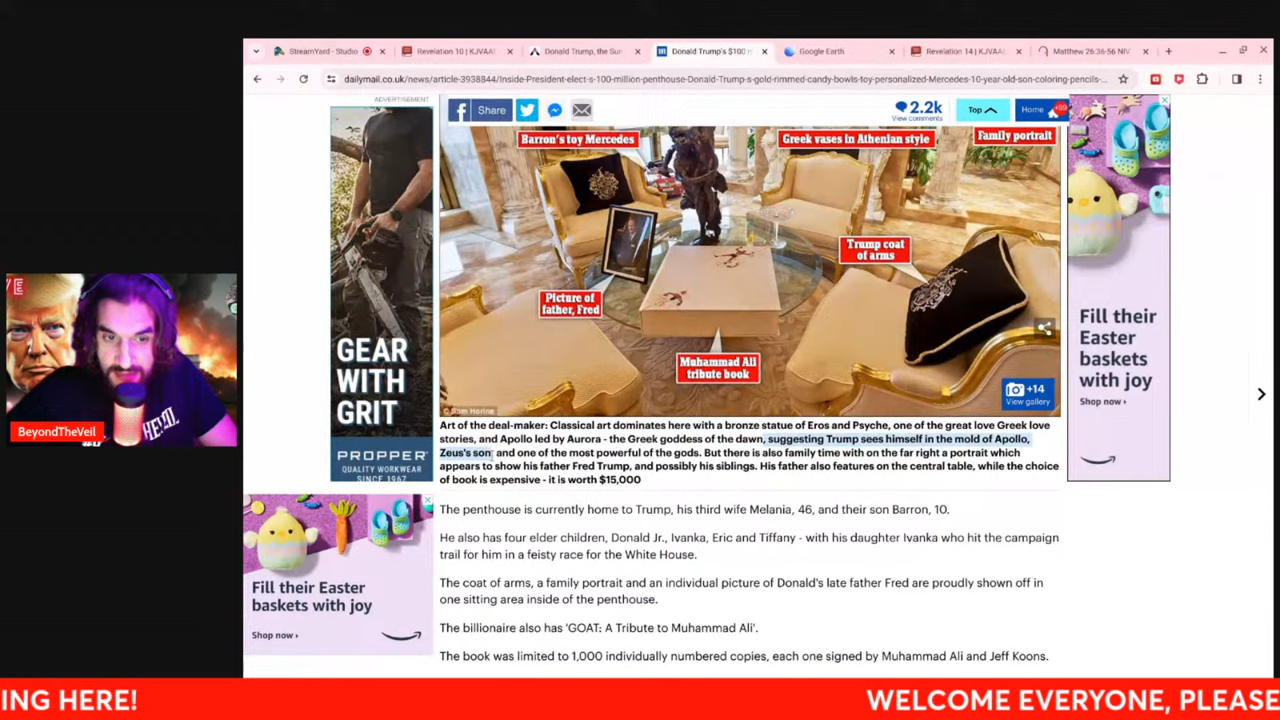 StreamYard - Studio
Revelation 10 | KJVAA
Donald Trump, the Sun
Donald Trump's $100 m
Google Earth
Revelation 14 | KJVAA
Matthew 26:36-56 NIV
dailymail.co.uk/news/article-3938844/Inside-President-elect-s-100-million-penthouse-Donald-Trump-s-gold-rimmed-candy-bowls-toy-personalized-Mercedes-10-year-old-son-coloring-pencils-...
ADVERTISEMENT
Share
2.2k
View comments
Top
Home
+99
Barron's toy Mercedes
Greek vases in Athenian style
Family portrait
Trump coat
of arms
Picture of
father, Fred
Muhammad Ali
tribute book
© Sam Horine
+14
View gallery
GEAR
WITH
GRIT
PROPPER
QUALITY WORKWEAR
SINCE 1967
Fill their
Easter
baskets
with joy
Shop now ›
Art of the deal-maker: Classical art dominates here with a bronze statue of Eros and Psyche, one of the great love Greek love
stories, and Apollo led by Aurora - the Greek goddess of the dawn, suggesting Trump sees himself in the mold of Apollo,
Zeus's son and one of the most powerful of the gods. But there is also family time with on the far right a portrait which
appears to show his father Fred Trump, and possibly his siblings. His father also features on the central table, while the choice
of book is expensive - it is worth $15,000
The penthouse is currently home to Trump, his third wife Melania, 46, and their son Barron, 10.
He also has four elder children, Donald Jr., Ivanka, Eric and Tiffany - with his daughter Ivanka who hit the campaign
trail for him in a feisty race for the White House.
The coat of arms, a family portrait and an individual picture of Donald's late father Fred are proudly shown off in
one sitting area inside of the penthouse.
The billionaire also has 'GOAT: A Tribute to Muhammad Ali'.
The book was limited to 1,000 individually numbered copies, each one signed by Muhammad Ali and Jeff Koons.
Fill their Easter
baskets with joy
Shop now ›
BeyondTheVeil
ING HERE!
WELCOME EVERYONE, PLEASE